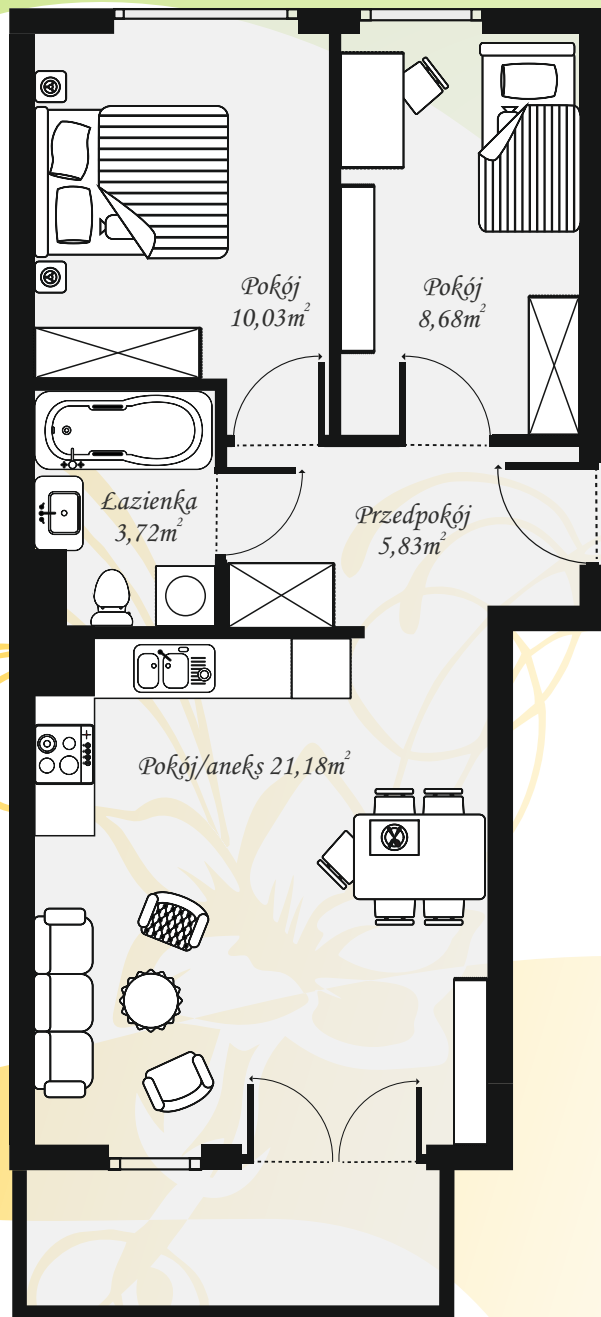 Pokój
10,03m²
Pokój
8,68m²
Łazienka
3,72m²
Przedpokój
5,83m²
Pokój/aneks 21,18m²